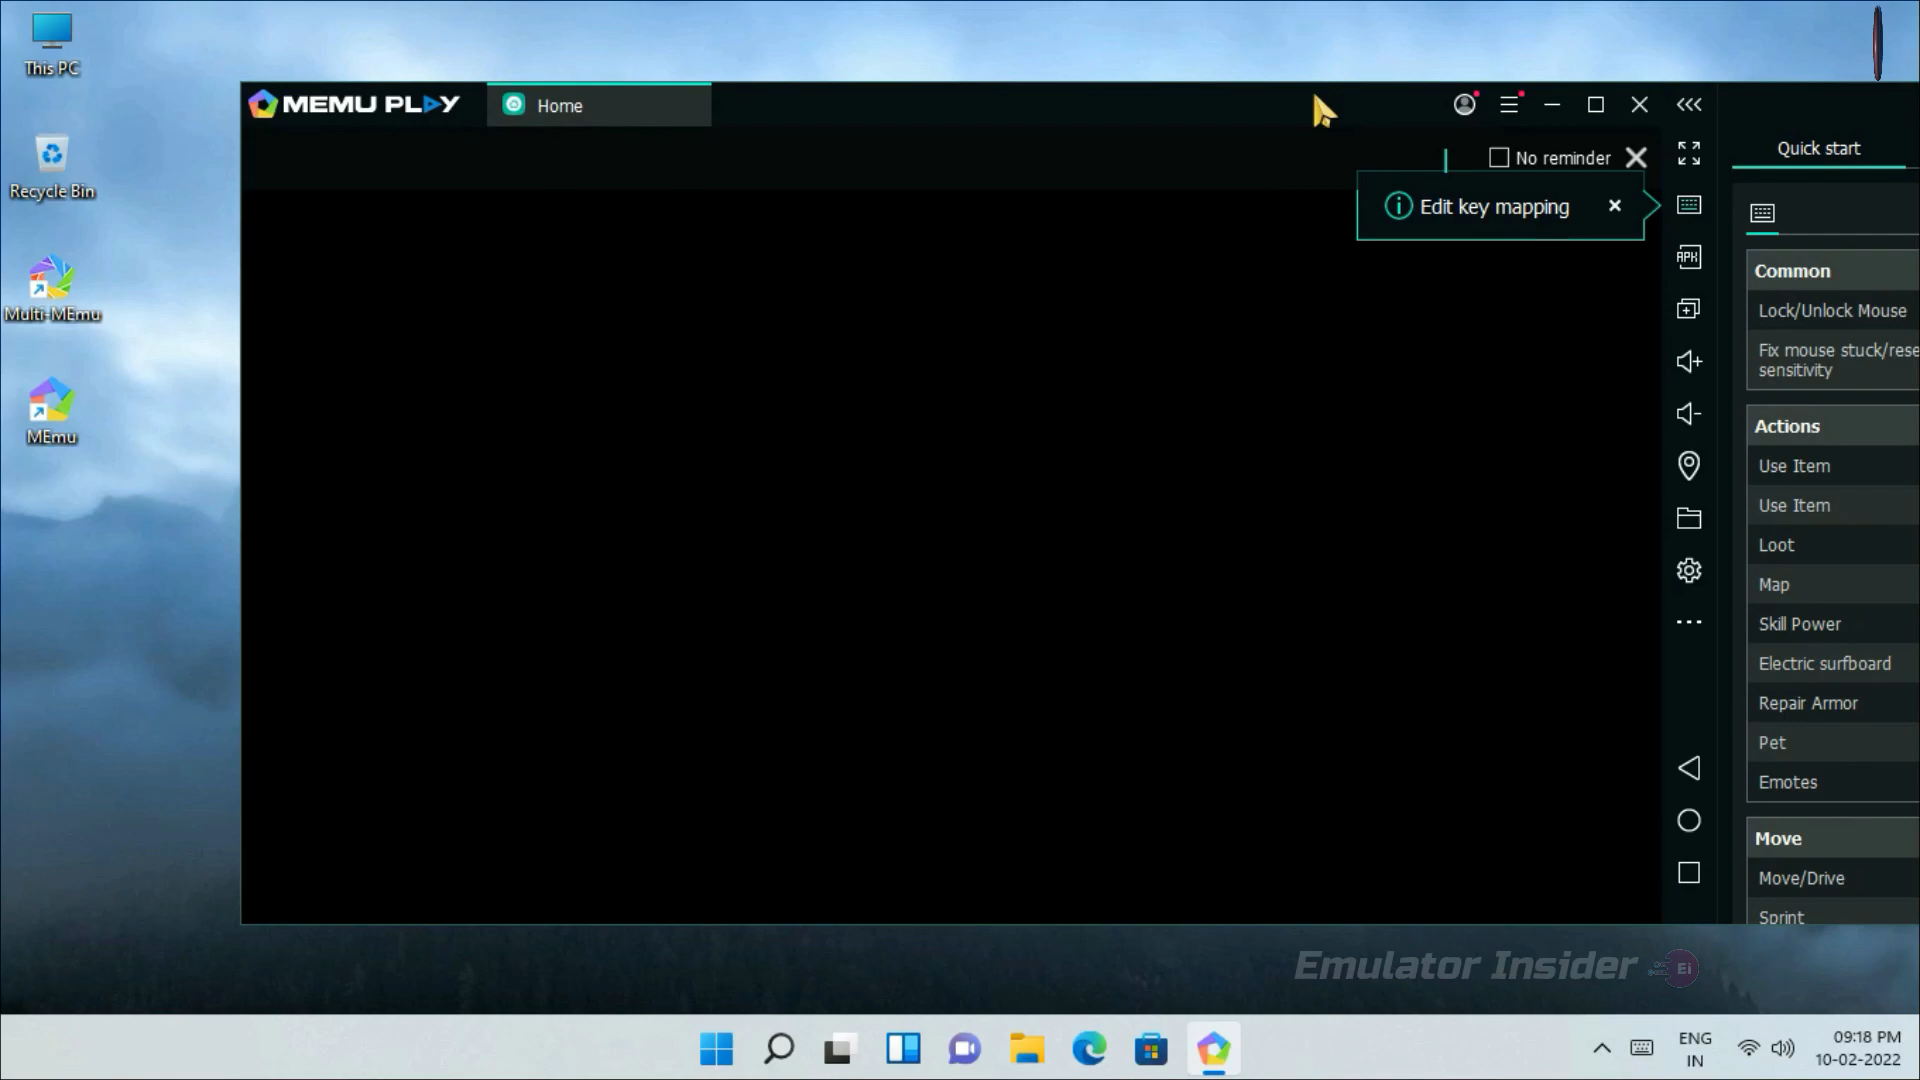 This PC
Recycle Bin
Multi-MEmu
MEmu
MEMU PLAY
Home
No reminder
Edit key mapping
APK
Quick start
Common
Lock/Unlock Mouse
Fix mouse stuck/rese
sensitivity
Actions
Use Item
Use Item
Loot
Map
Skill Power
Electric surfboard
Repair Armor
Pet
Emotes
Move
Move/Drive
Sprint
Emulator Insider
Ei
ENG
IN
09:18 PM
10-02-2022